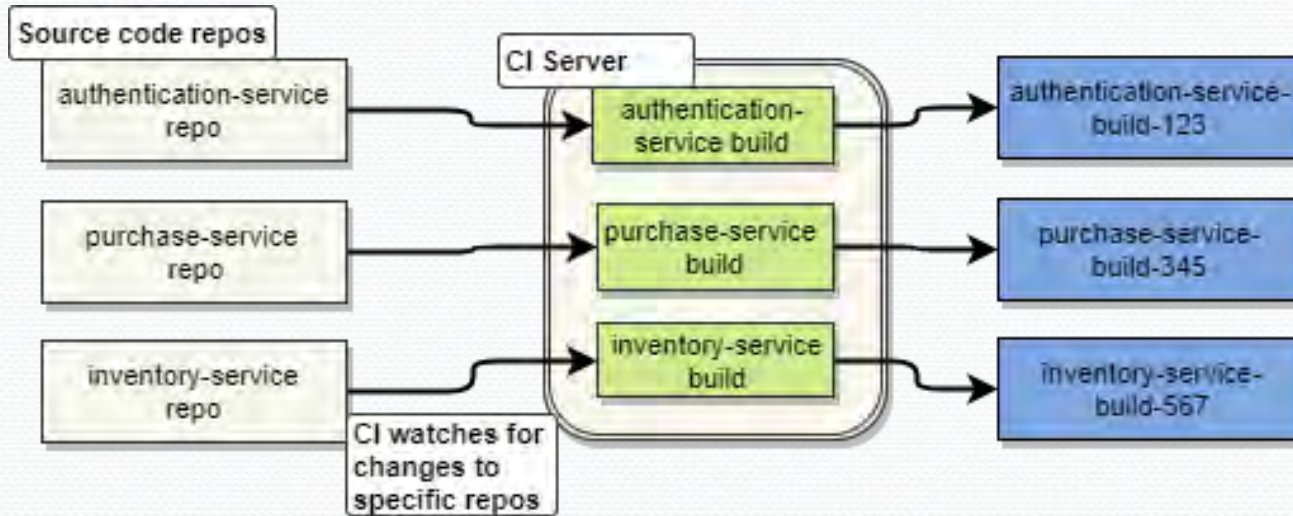 Source code repos
authentication-service
repo
purchase-service
repo
inventory-service
repo
CI watches for
changes to
specific repos
CI Server
authentication-
service build
purchase-service
build
inventory-service
build
authentication-service-
build-123
purchase-service-
build-345
inventory-service-
build-567